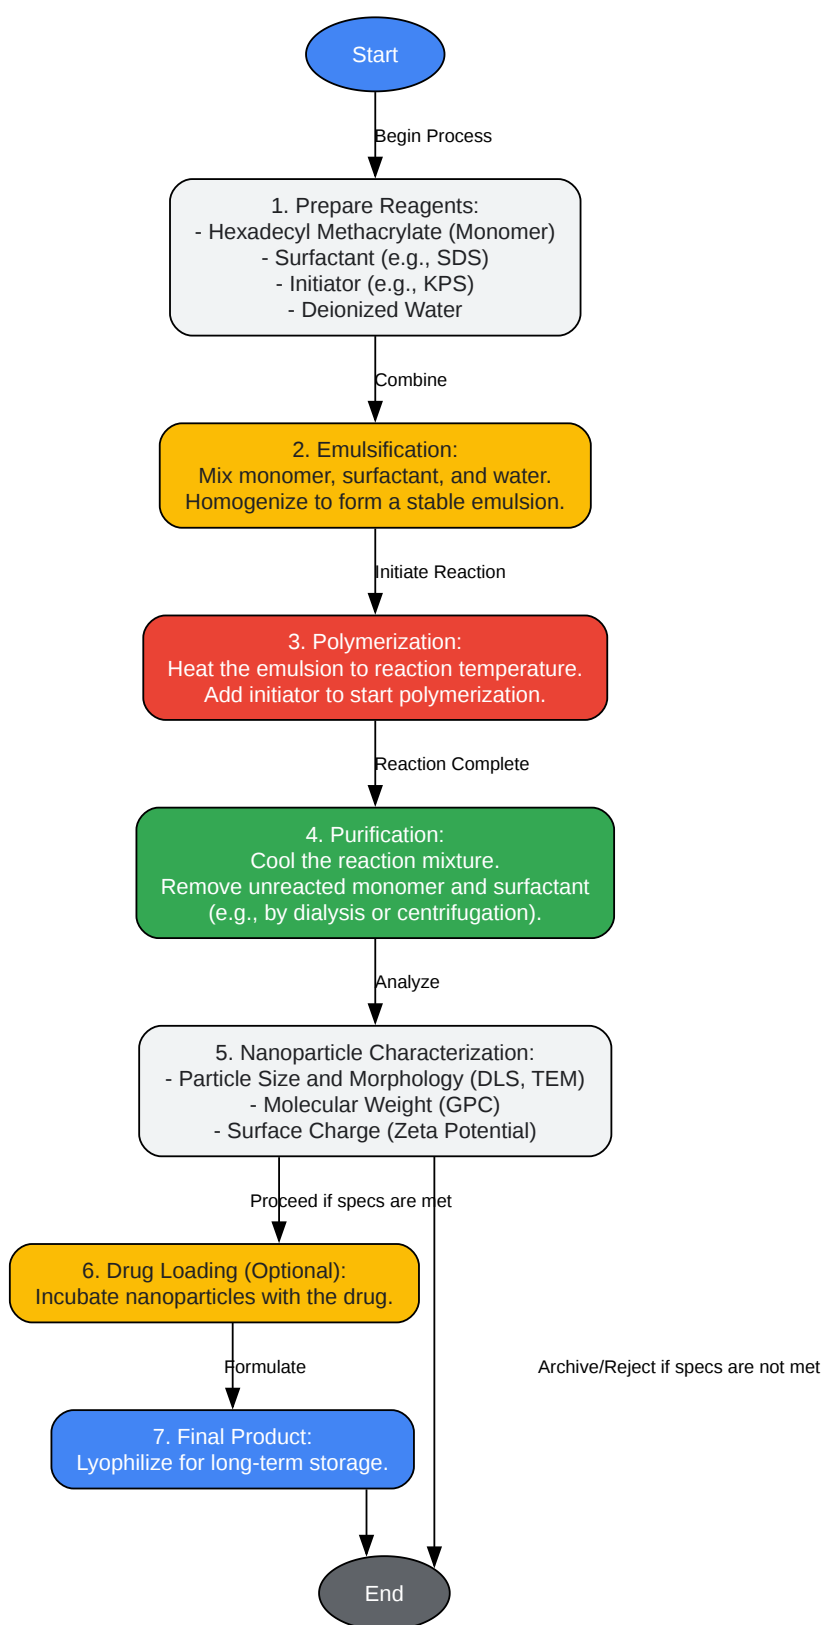 Start
Begin Process
1. Prepare Reagents:
- Hexadecyl Methacrylate (Monomer)
- Surfactant (e.g., SDS)
- Initiator (e.g., KPS)
- Deionized Water
Combine
2. Emulsification:
Mix monomer, surfactant, and water.
Homogenize to form a stable emulsion.
Initiate Reaction
3. Polymerization:
Heat the emulsion to reaction temperature.
Add initiator to start polymerization.
Reaction Complete
4. Purification:
Cool the reaction mixture.
Remove unreacted monomer and surfactant
(e.g., by dialysis or centrifugation).
Analyze
5. Nanoparticle Characterization:
- Particle Size and Morphology (DLS, TEM)
- Molecular Weight (GPC)
- Surface Charge (Zeta Potential)
Proceed if specs are met
6. Drug Loading (Optional):
Incubate nanoparticles with the drug.
Formulate
Archive/Reject if specs are not met
7. Final Product:
Lyophilize for long-term storage.
End